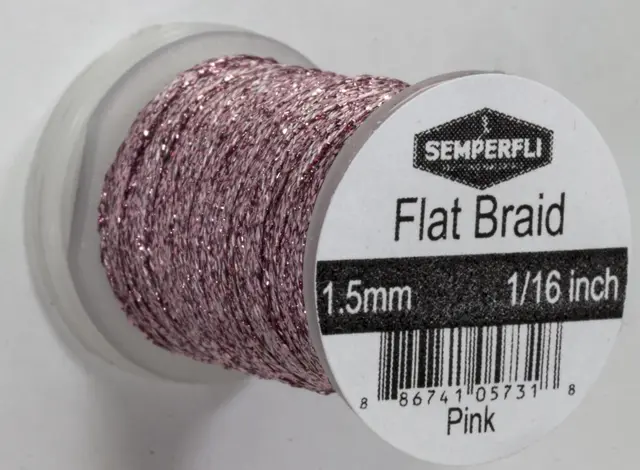 SEMPERFLI
Flat Braid
1.5mm 1/16 inch
8 86741 05731 8
Pink